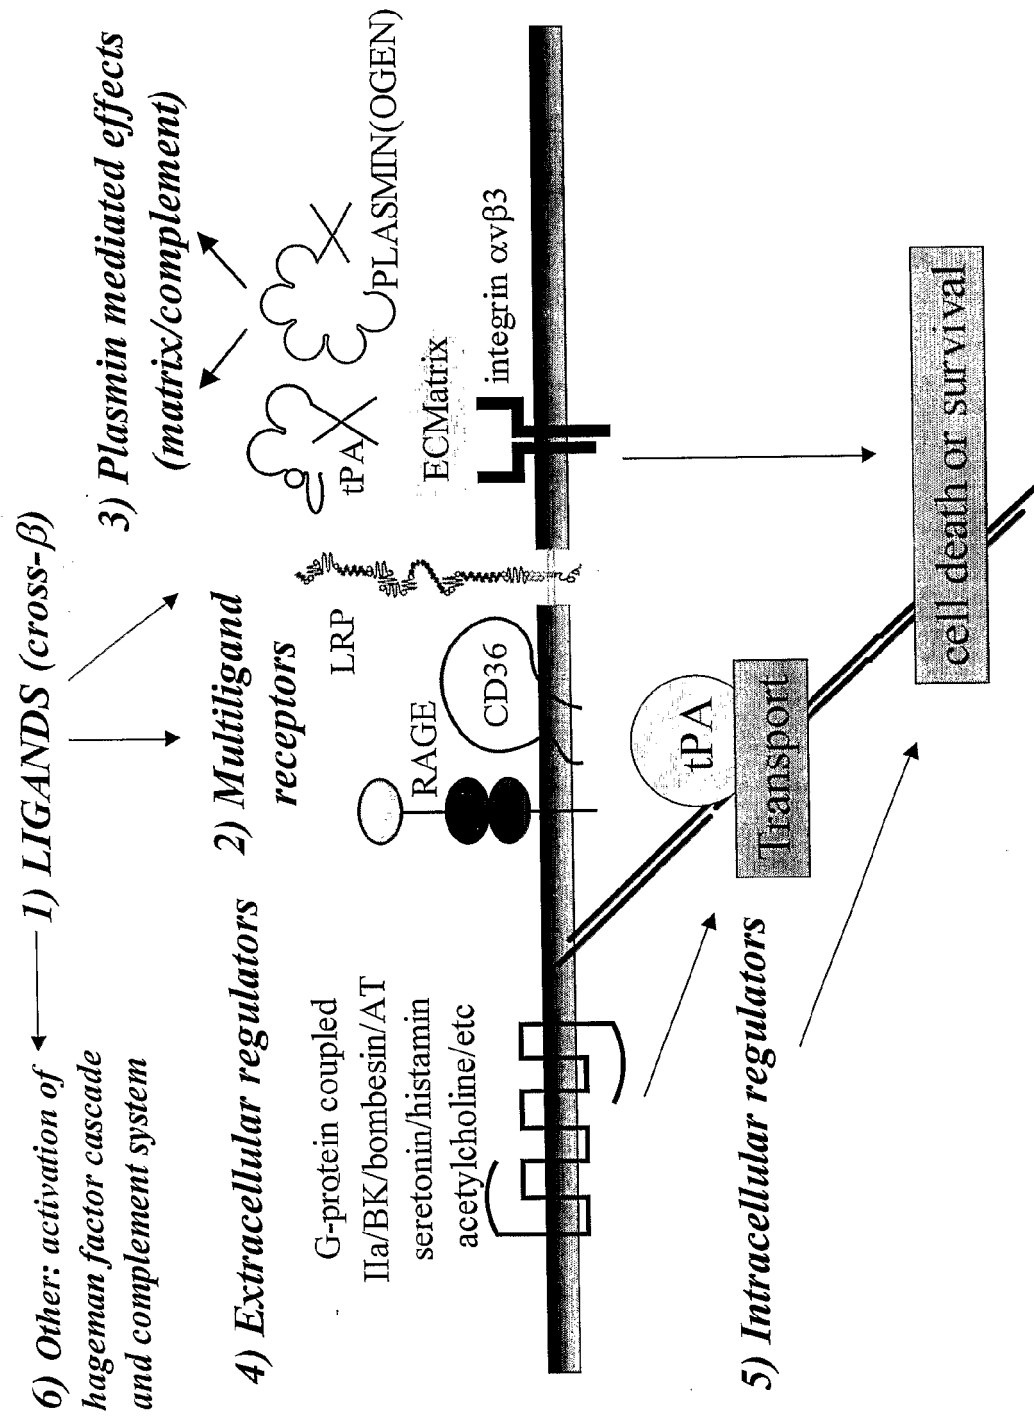 6) Other: activation of
hageman factor cascade
and complement system
1) LIGANDS (cross-β)
3) Plasmin mediated effects
(matrix/complement)
4) Extracellular regulators
2) Multiligand
receptors
G-protein coupled
IIa/BK/bombesin/AT
seretonin/histamin
acetylcholine/etc
RAGE
CD36
LRP
tPA
PLASMIN(OGEN)
ECMatrix
integrin αvβ3
5) Intracellular regulators
tPA
Transport
cell death or survival